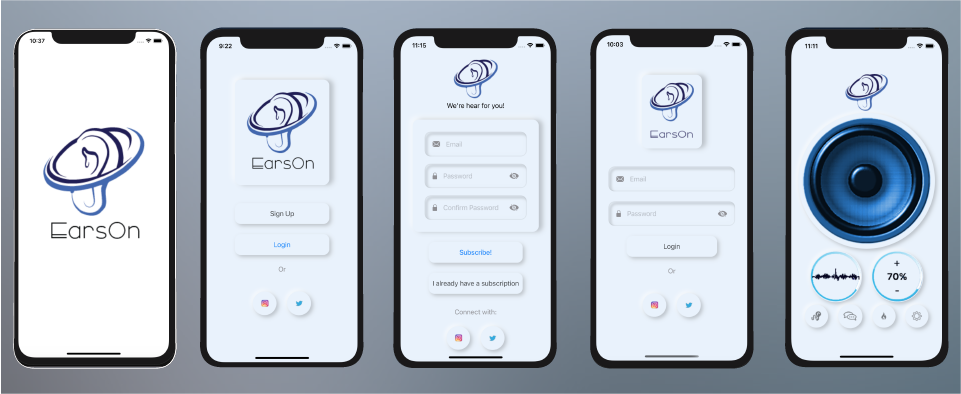 10:37
EarsOn
9:22
EarsOn
Sign Up
Login
Or
11:15
We're hear for you!
Email
Password
Confirm Password
Subscribe!
I already have a subscription
Connect with:
10:03
EarsOn
Email
Password
Login
Or
11:11
+
70%
-